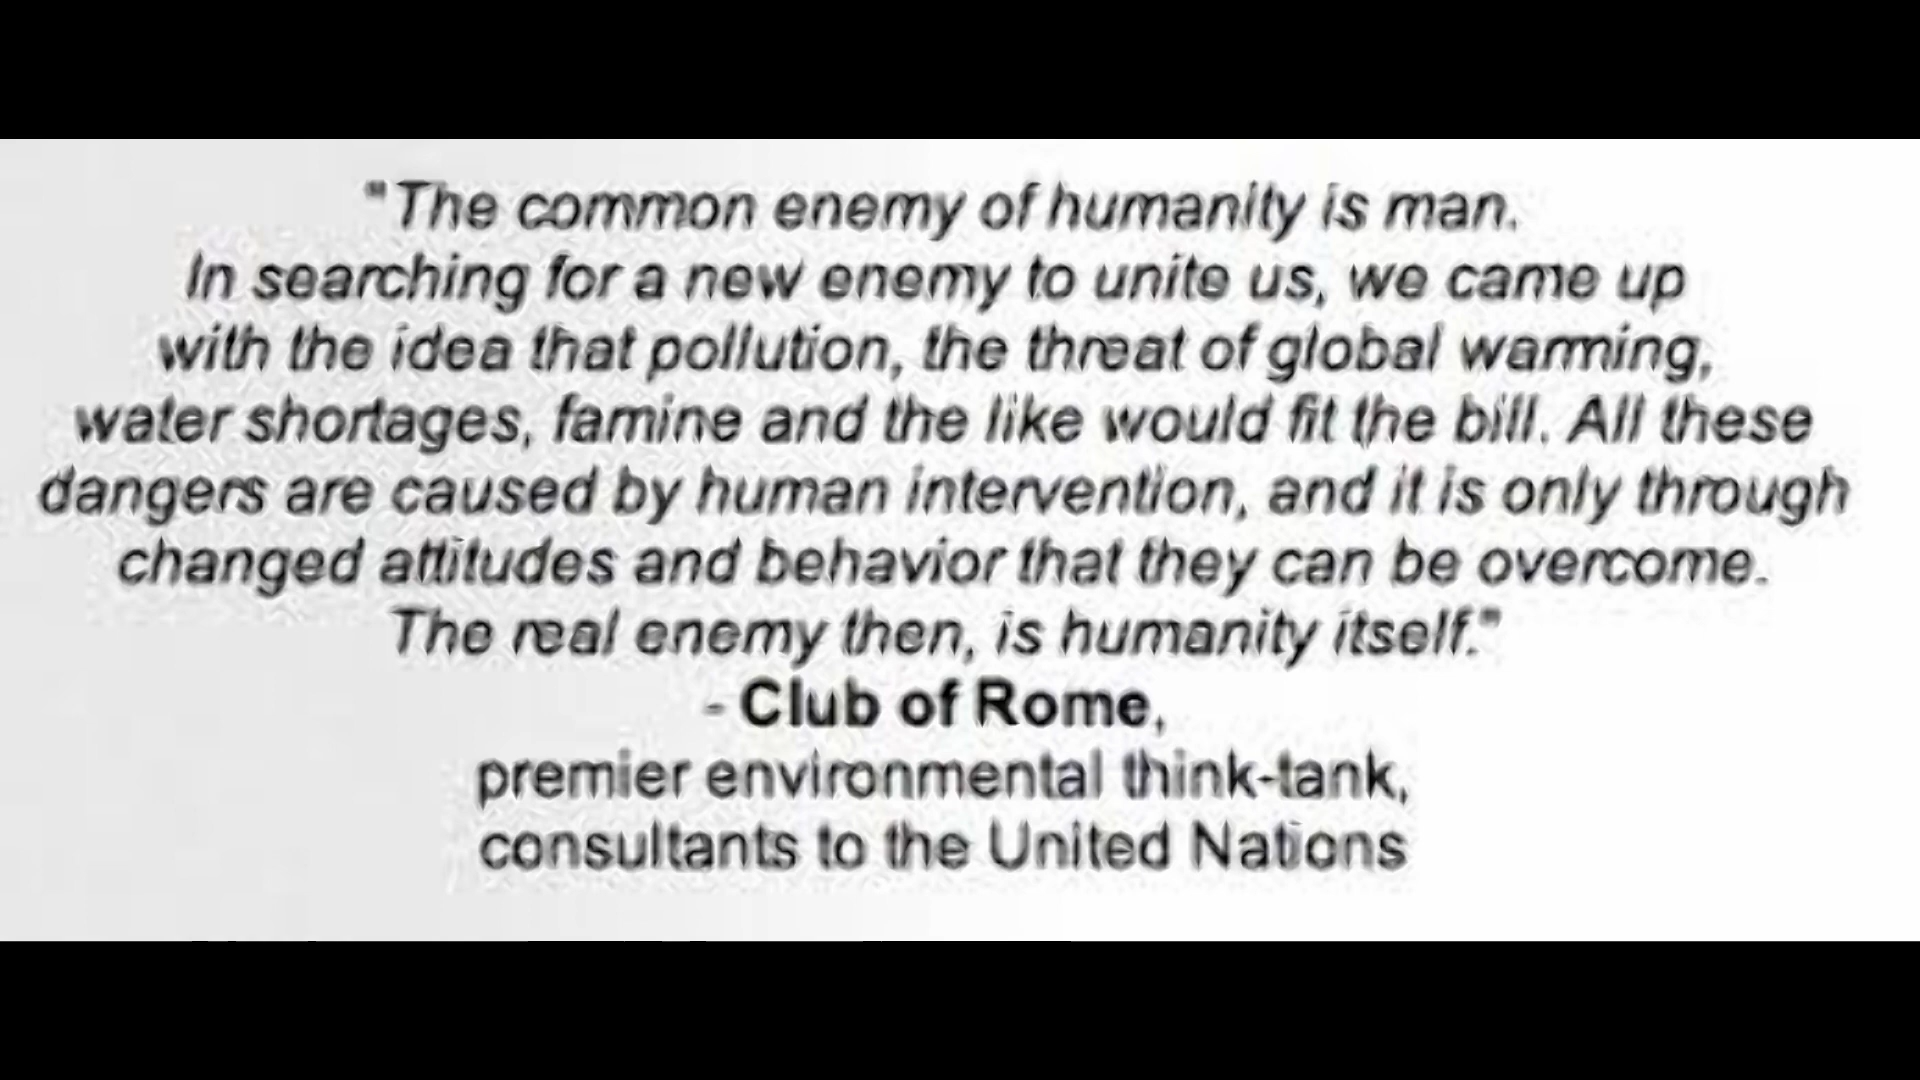 "The common enemy of humanity is man.
In searching for a new enemy to unite us, we came up
with the idea that pollution, the threat of global warming,
water shortages, famine and the like would fit the bill. All these
dangers are caused by human intervention, and it is only through
changed attitudes and behavior that they can be overcome.
The real enemy then, is humanity itself."
- Club of Rome,
premier environmental think-tank,
consultants to the United Nations